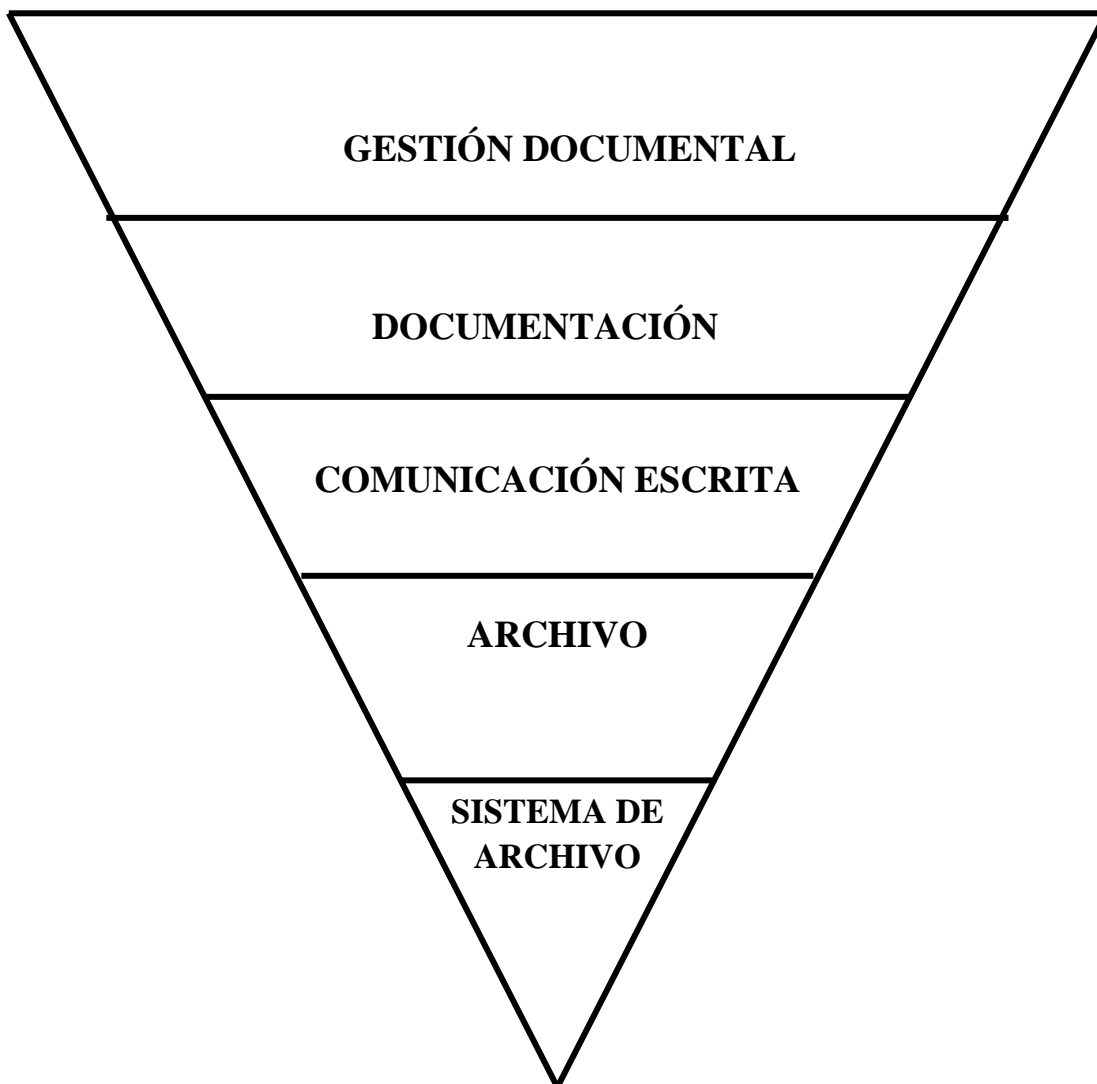 GESTIÓN DOCUMENTAL
DOCUMENTACIÓN
COMUNICACIÓN ESCRITA
ARCHIVO
SISTEMA DE
ARCHIVO